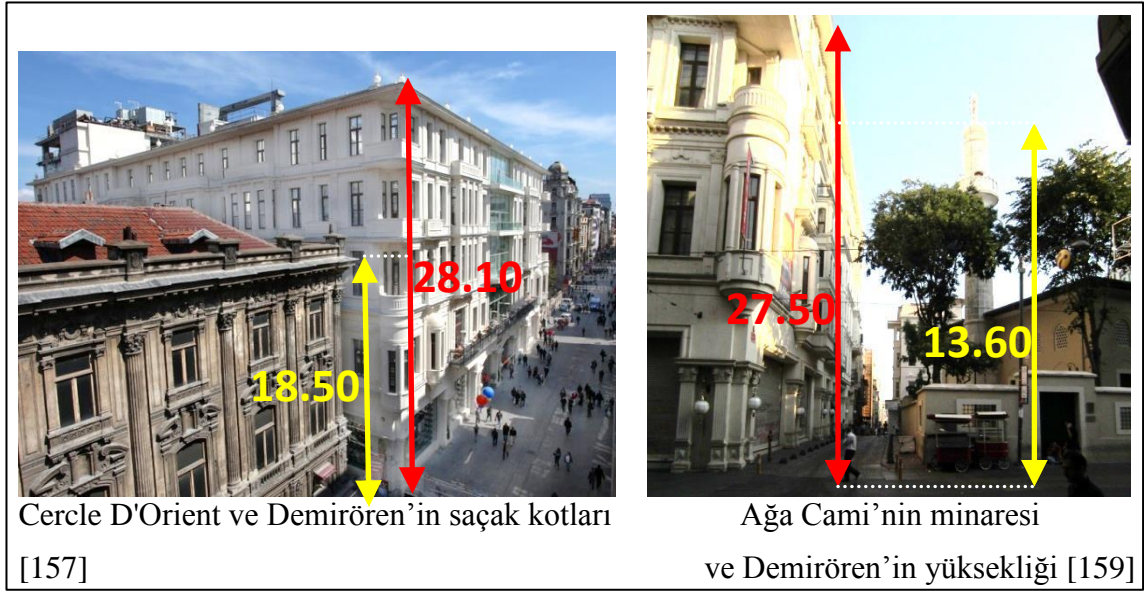 28.10
18.50
27.50
13.60
Cercle D'Orient ve Demirören’in saçak kotları
[157]
Ağa Cami’nin minaresi
ve Demirören’in yüksekliği [159]